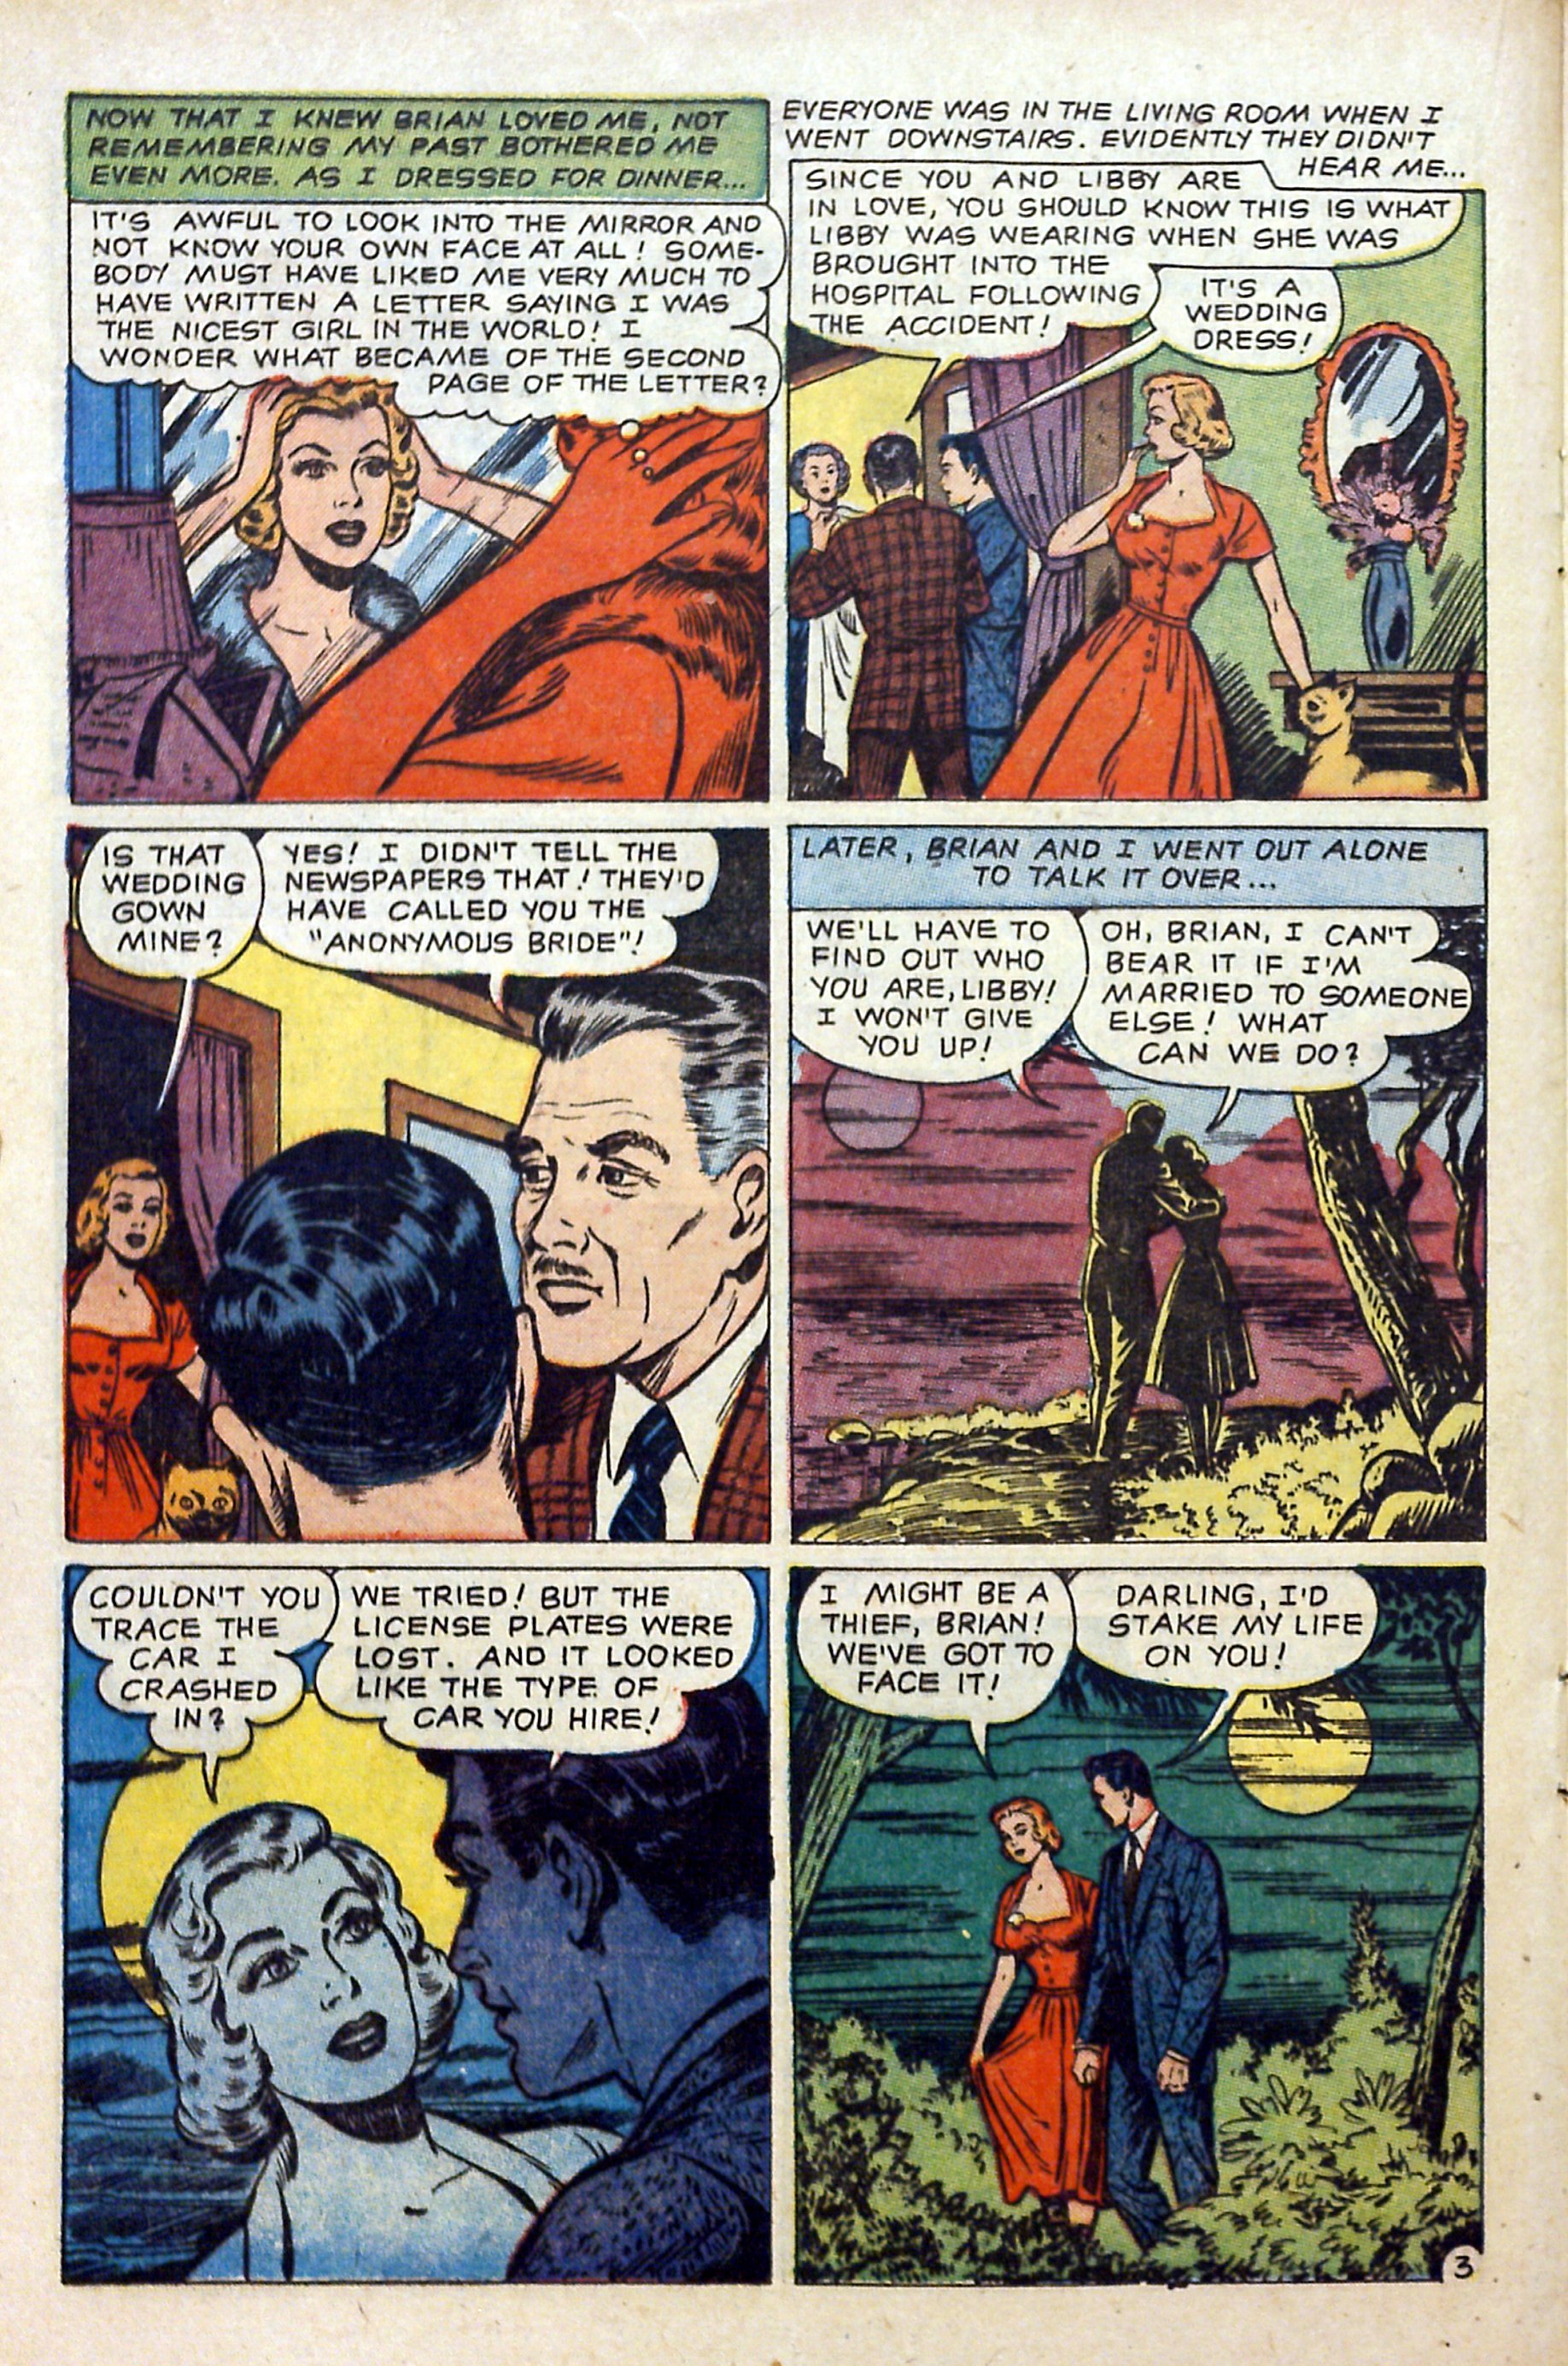 NOW THAT I KNEW BRIAN LOVED ME, NOT
REMEMBERING MY PAST BOTHERED ME
EVEN MORE. AS I DRESSED FOR DINNER...
IT'S AWFUL TO LOOK INTO THE MIRROR AND
NOT KNOW YOUR OWN FACE AT ALL! SOME-
BODY MUST HAVE LIKED ME VERY MUCH TO
HAVE WRITTEN A LETTER SAYING I WAS
THE NICEST GIRL IN THE WORLD! I
WONDER WHAT BECAME OF THE SECOND
PAGE OF THE LETTER?
EVERYONE WAS IN THE LIVING ROOM WHEN I
WENT DOWNSTAIRS. EVIDENTLY THEY DIDN'T
HEAR ME...
SINCE YOU AND LIBBY ARE
IN LOVE, YOU SHOULD KNOW THIS IS WHAT
LIBBY WAS WEARING WHEN SHE WAS
BROUGHT INTO THE
HOSPITAL FOLLOWING
THE ACCIDENT!
IT'S A
WEDDING
DRESS!
IS THAT
WEDDING
GOWN
MINE?
YES! I DIDN'T TELL THE
NEWSPAPERS THAT! THEY'D
HAVE CALLED YOU THE
"ANONYMOUS BRIDE"!
LATER, BRIAN AND I WENT OUT ALONE
TO TALK IT OVER...
WE'LL HAVE TO
FIND OUT WHO
YOU ARE, LIBBY!
I WON'T GIVE
YOU UP!
OH, BRIAN, I CAN'T
BEAR IT IF I'M
MARRIED TO SOMEONE
ELSE! WHAT
CAN WE DO?
COULDN'T YOU
TRACE THE
CAR I
CRASHED
IN?
WE TRIED! BUT THE
LICENSE PLATES WERE
LOST. AND IT LOOKED
LIKE THE TYPE OF
CAR YOU HIRE!
I MIGHT BE A
THIEF, BRIAN!
WE'VE GOT TO
FACE IT!
DARLING, I'D
STAKE MY LIFE
ON YOU!
3